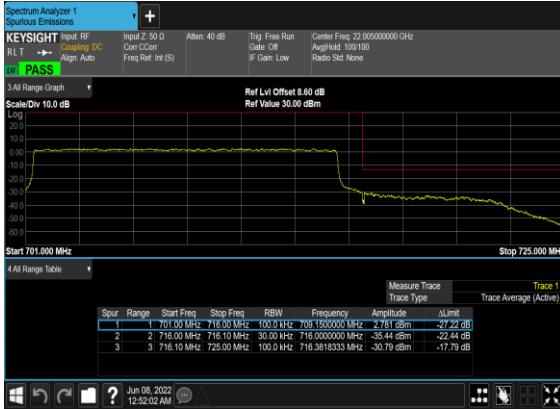 Spectrum Analyzer 1
Spurious Emissions
+
KEYSIGHT Input: RF Input Z: 50 Ω Atten: 40 dB Trig: Free Run Center Freq: 22.005000000 GHz
RLT Coupling: DC Corr CCorr Gate: Off Avg|Hold: 100/100
Align: Auto Freq Ref: Int (S) IF Gain: Low Radio Std: None
PASS
3 All Range Graph
Ref Lvl Offset 8.60 dB
Scale/Div 10.0 dB Ref Value 30.00 dBm
Log
20.0
10.0
0.00
-10.0
-20.0
-30.0
-40.0
-50.0
-60.0
Start 701.000 MHz Stop 725.000 MH
4 All Range Table
Measure Trace Trace 1
Trace Type Trace Average (Active)
Spur Range Start Freq Stop Freq RBW Frequency Amplitude ΔLimit
1 1 701.00 MHz 716.00 MHz 100.0 kHz 709.1500000 MHz 2.781 dBm -27.22 dB
2 2 716.00 MHz 716.10 MHz 30.00 kHz 716.0000000 MHz -35.44 dBm -22.44 dB
3 3 716.10 MHz 725.00 MHz 100.0 kHz 716.3818333 MHz -30.79 dBm -17.79 dB
?
Jun 08, 2022
12:52:02 AM